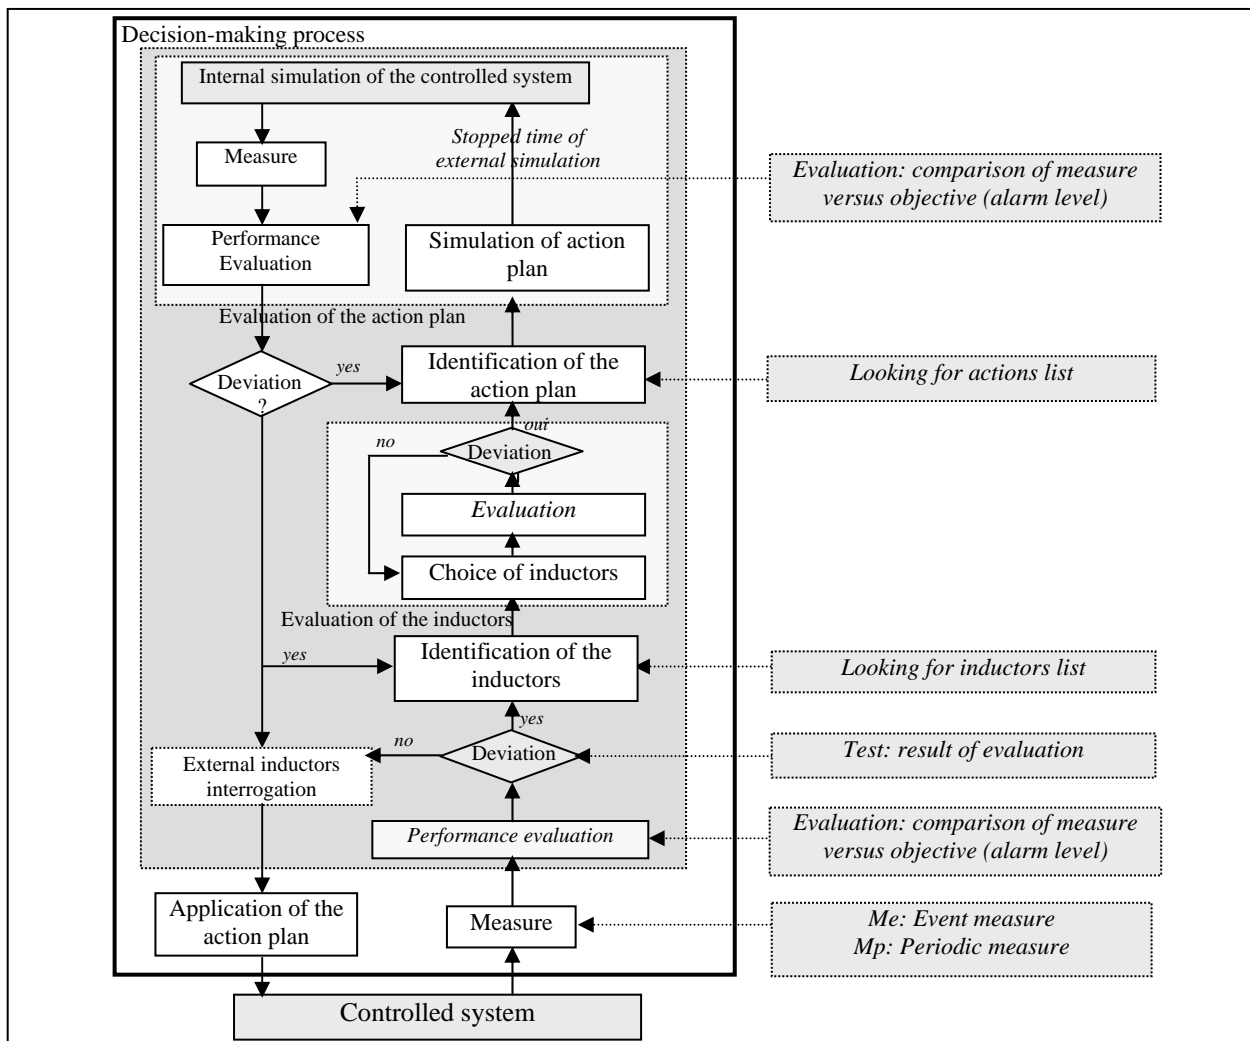 Decision-making process
Internal simulation of the controlled system
Stopped time of
external simulation
Measure
Evaluation: comparison of measure
versus objective (alarm level)
Performance
Evaluation
Simulation of action
plan
Evaluation of the action plan
Deviation
?
yes
Identification of the
action plan
Looking for actions list
oui
no
Deviation
Evaluation
Choice of inductors
Evaluation of the inductors
yes
Identification of the
inductors
Looking for inductors list
yes
no
Deviation
Test: result of evaluation
External inductors
interrogation
Performance evaluation
Evaluation: comparison of measure
versus objective (alarm level)
Application of the
action plan
Measure
Me: Event measure
Mp: Periodic measure
Controlled system